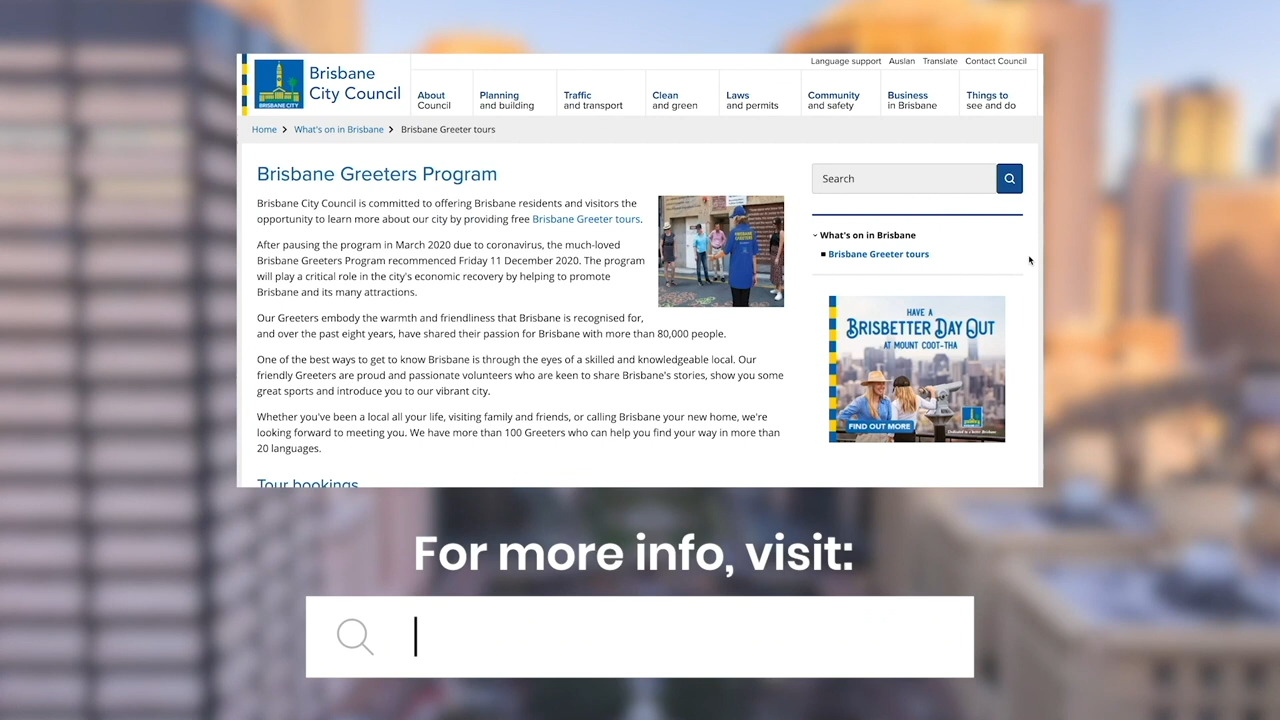 Language support Auslan Translate Contact Council
Brisbane
City Council
BRISBANE CITY
About
Council
Planning
and building
Traffic
and transport
Clean
and green
Laws
and permits
Community
and safety
Business
in Brisbane
Things to
see and do
Home > What's on in Brisbane > Brisbane Greeter tours
Brisbane Greeters Program
Brisbane City Council is committed to offering Brisbane residents and visitors the
opportunity to learn more about our city by providing free Brisbane Greeter tours.
After pausing the program in March 2020 due to coronavirus, the much-loved
Brisbane Greeters Program recommenced Friday 11 December 2020. The program
will play a critical role in the city's economic recovery by helping to promote
Brisbane and its many attractions.
Our Greeters embody the warmth and friendliness that Brisbane is recognised for,
and over the past eight years, have shared their passion for Brisbane with more than 80,000 people.
One of the best ways to get to know Brisbane is through the eyes of a skilled and knowledgeable local. Our
friendly Greeters are proud and passionate volunteers who are keen to share Brisbane's stories, show you some
great sports and introduce you to our vibrant city.
Whether you've been a local all your life, visiting family and friends, or calling Brisbane your new home, we're
looking forward to meeting you. We have more than 100 Greeters who can help you find your way in more than
20 languages.
Tour bookings
Search
What's on in Brisbane
Brisbane Greeter tours
HAVE A
BRISBETTER DAY OUT
AT MOUNT COOT-THA
FIND OUT MORE
Dedicated to a better Brisbane
For more info, visit: